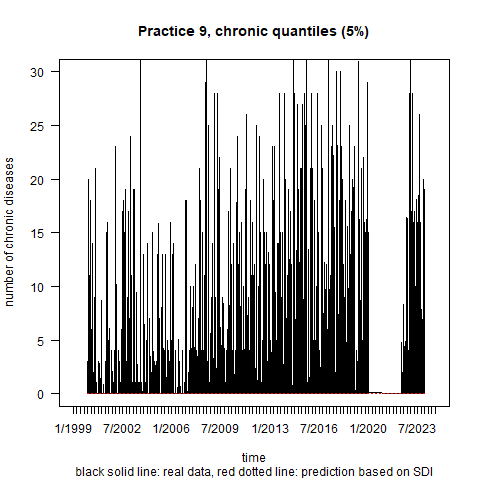 Practice 9, chronic quantiles (5%)
number of chronic diseases
30
25
20
15
10
5
0
1/1999 7/2002 1/2006 7/2009 1/2013 7/2016 1/2020 7/2023
time
black solid line: real data, red dotted line: prediction based on SDI